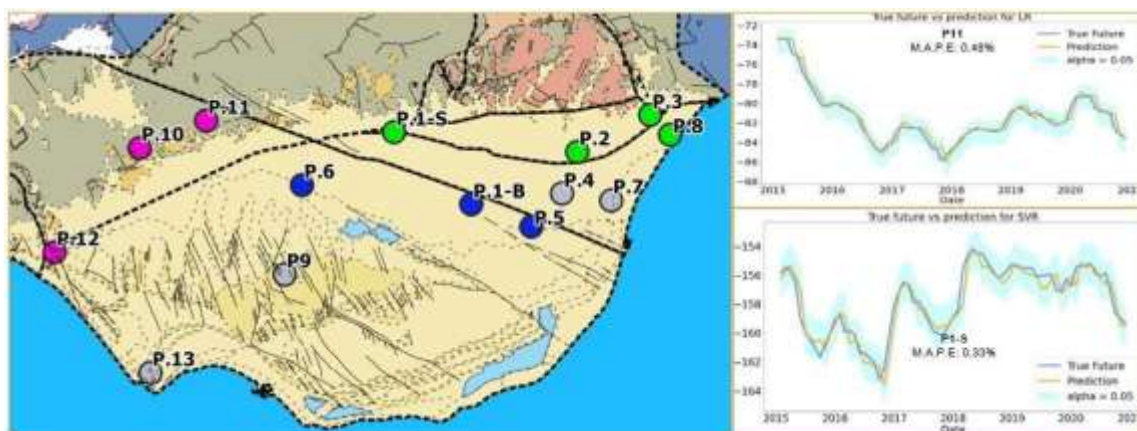 P.11
P.10
P.1-S
P.3
P.8
P.2
P.6
P.4
P.7
P.1-B
P.5
P.12
P9
P.13
True future vs prediction for LR
P11
M.A.P.E: 0.48%
True Future
Prediction
alpha = 0.05
−72
−74
−76
−78
−80
−82
−84
−86
−88
2015 2016 2017 2018 2019 2020 202
Date
True future vs prediction for SVR
−154
−156
−158
−160
−162
−164
P1-S
M.A.P.E: 0.33%
True Future
Prediction
alpha = 0.05
2015 2016 2017 2018 2019 2020 202
Date